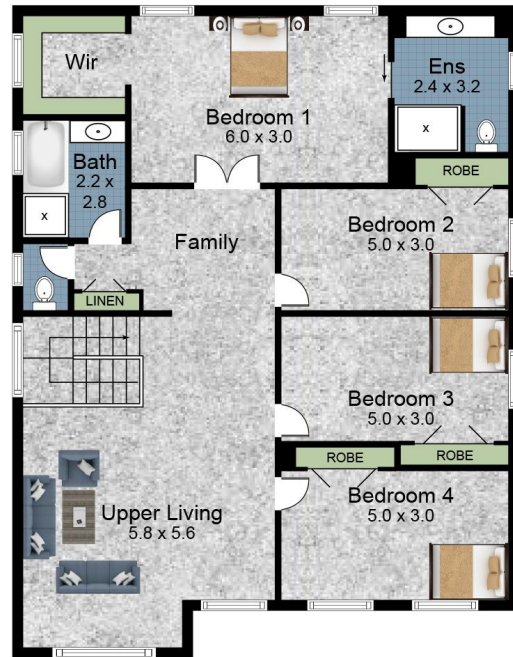 Wir
Bedroom 1
6.0 x 3.0
Ens
2.4 x 3.2
x
Bath
2.2 x
2.8
x
ROBE
Bedroom 2
5.0 x 3.0
Family
LINEN
Bedroom 3
5.0 x 3.0
ROBE
ROBE
Bedroom 4
5.0 x 3.0
Upper Living
5.8 x 5.6